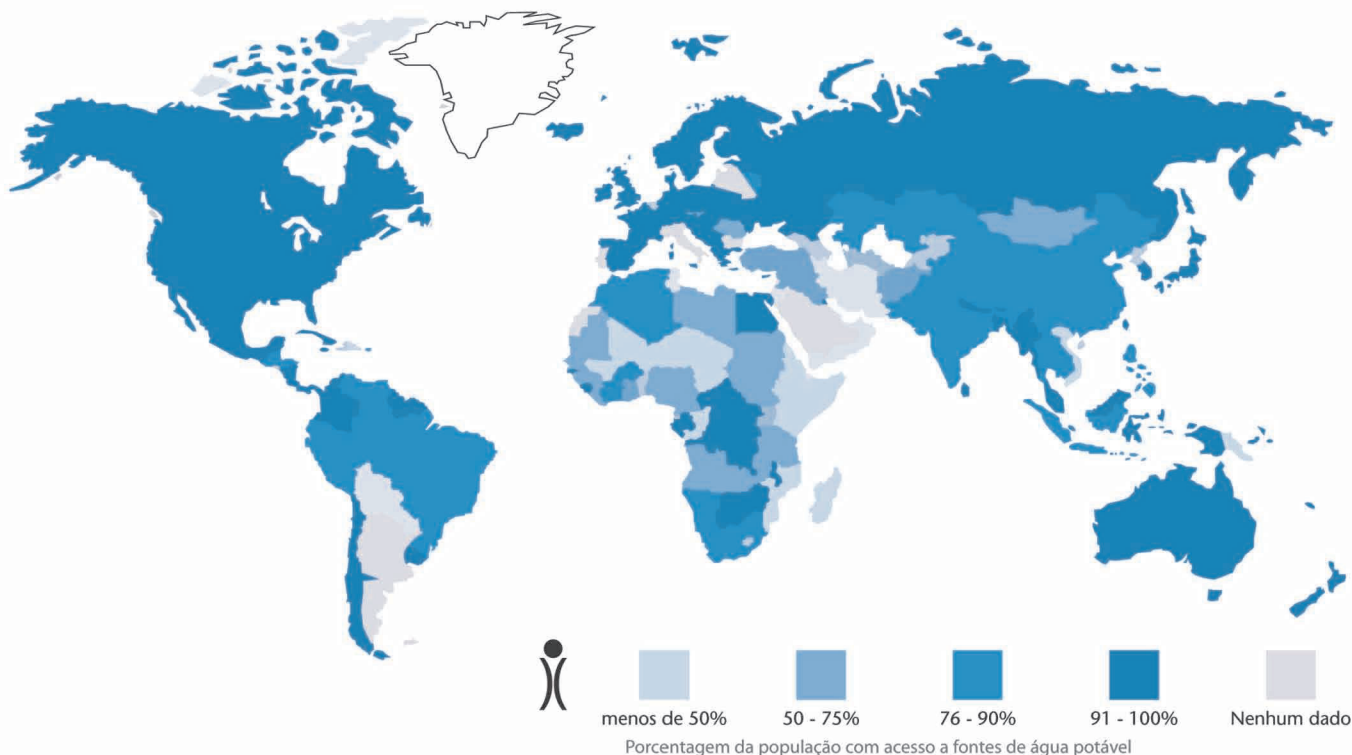 menos de 50%
50 - 75%
76 - 90%
91 - 100%
Nenhum dado
Porcentagem da população com acesso a fontes de água potável